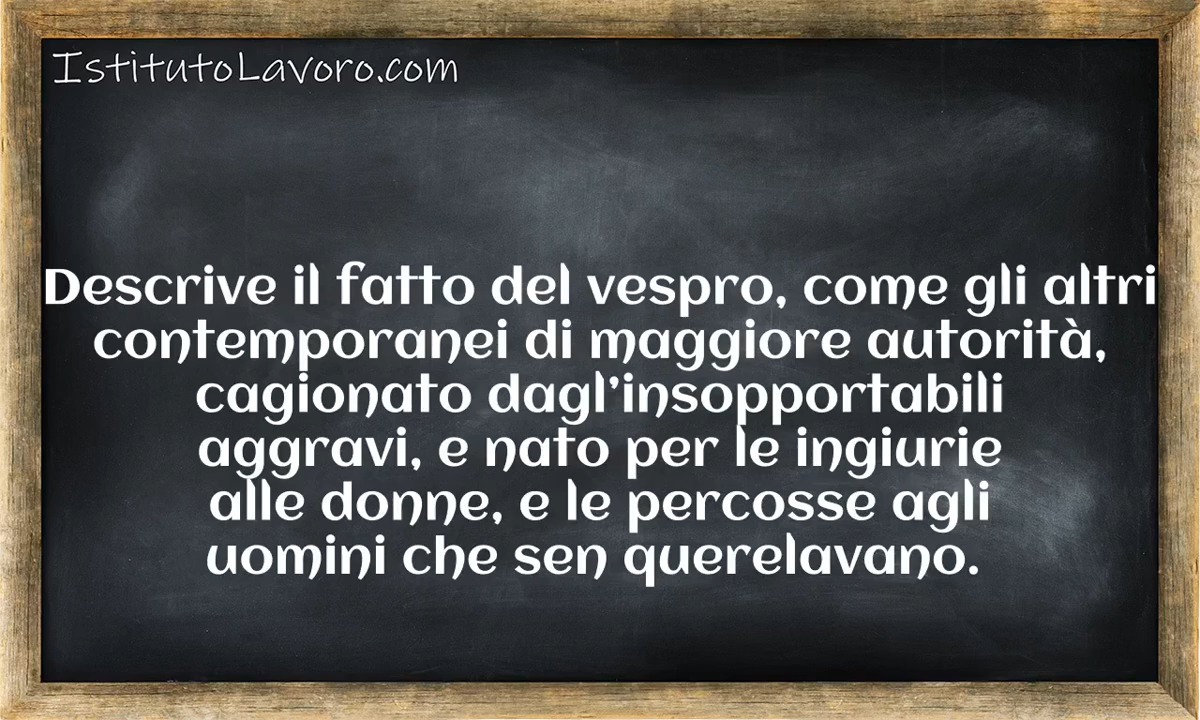 IstitutoLavoro.com
Descrive il fatto del vespro, come gli altri
contemporanei di maggiore autorità,
cagionato dagl'insopportabili
aggravi, e nato per le ingiurie
alle donne, e le percosse agli
uomini che sen querelavano.